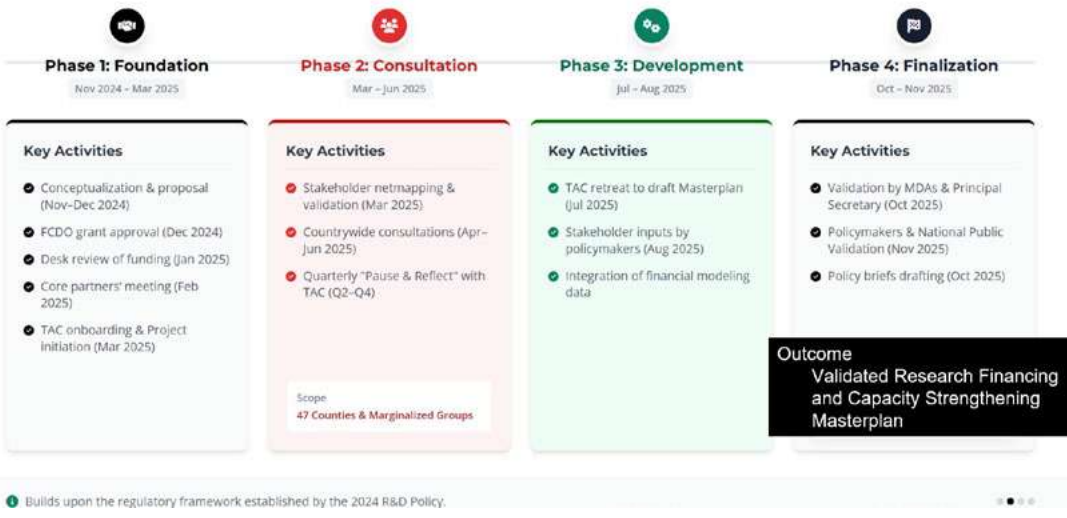 Phase 1: Foundation
Nov 2024 – Mar 2025
Key Activities
Conceptualization & proposal
(Nov–Dec 2024)
FCDO grant approval (Dec 2024)
Desk review of funding (Jan 2025)
Core partners' meeting (Feb
2025)
TAC onboarding & Project
initiation (Mar 2025)
Phase 2: Consultation
Mar – Jun 2025
Key Activities
Stakeholder netmapping &
validation (Mar 2025)
Countrywide consultations (Apr–
Jun 2025)
Quarterly "Pause & Reflect" with
TAC (Q2–Q4)
Scope
47 Counties & Marginalized Groups
Phase 3: Development
Jul – Aug 2025
Key Activities
TAC retreat to draft Masterplan
(Jul 2025)
Stakeholder inputs by
policymakers (Aug 2025)
Integration of financial modeling
data
Phase 4: Finalization
Oct – Nov 2025
Key Activities
Validation by MDAs & Principal
Secretary (Oct 2025)
Policymakers & National Public
Validation (Nov 2025)
Policy briefs drafting (Oct 2025)
Outcome
Validated Research Financing
and Capacity Strengthening
Masterplan
Builds upon the regulatory framework established by the 2024 R&D Policy.